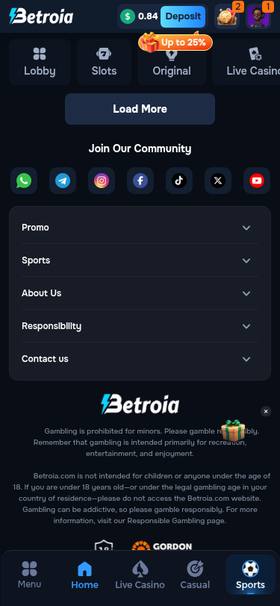 Betroia
0.84 Deposit
2
1
Up to 25%
Lobby
Slots
Original
Live Casino
Load More
Join Our Community
Promo
Sports
About Us
Responsibility
Contact us
Betroia
Gambling is prohibited for minors. Please gamble
Remember that gambling is intended primarily for recreation,
entertainment, and enjoyment.
Betroia.com is not intended for children or anyone under the age of
18. If you are under 18 years old—or under the legal gambling age in your
country of residence—please do not access the Betroia.com website.
Gambling can be addictive, so please gamble responsibly. For more
information, visit our Responsible Gambling page.
18
GORDON
Menu
Home
Live Casino
Casual
Sports